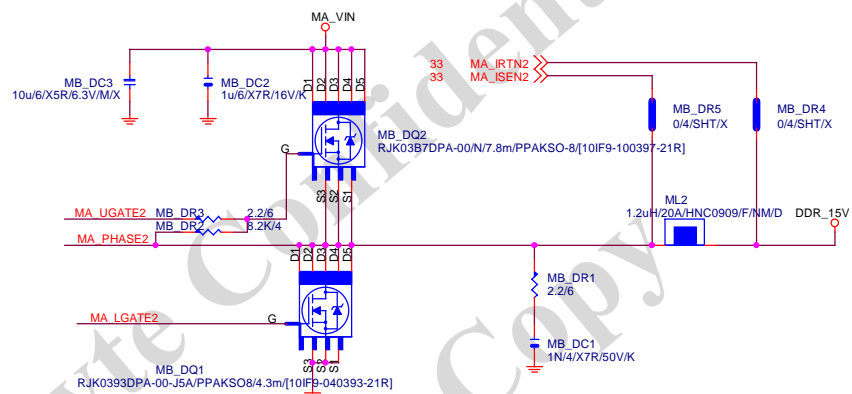 MA_VIN
MB_DC3
10u/6/X5R/6.3V/M/X
MB_DC2
1u/6/X7R/16V/K
D1 D2 D3 D4 D5
33 MA_IRTN2
33 MA_ISEN2
MB_DR5
0/4/SHT/X
MB_DR4
0/4/SHT/X
G
MB_DQ2
RJK03B7DPA-00/N/7.8m/PPAKSO-8/[10IF9-100397-21R]
S3 S2 S1
MA_UGATE2 MB_DR3 2.2/6
MB_DR2 8.2K/4
MA_PHASE2
ML2
1.2uH/20A/HNC0909/F/NM/D
DDR_15V
D1 D2 D3 D4 D5
MB_DR1
2.2/6
MA_LGATE2 G
MB_DC1
1N/4/X7R/50V/K
S3 S2 S1
MB_DQ1
RJK0393DPA-00-J5A/PPAKSO8/4.3m/[10IF9-040393-21R]
yte Confident
Copy